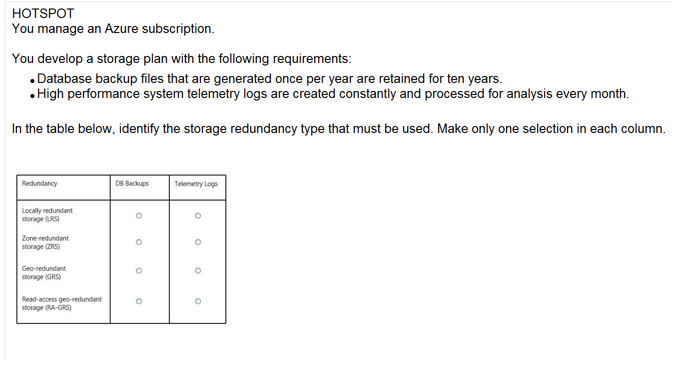 HOTSPOT
You manage an Azure subscription.
You develop a storage plan with the following requirements:
• Database backup files that are generated once per year are retained for ten years.
• High performance system telemetry logs are created constantly and processed for analysis every month.
In the table below, identify the storage redundancy type that must be used. Make only one selection in each column.
Redundancy DB Backups Telemetry Logs
Locally redundant
storage (LRS)
Zone-redundant
storage (ZRS)
Geo-redundant
storage (GRS)
Read-access geo-redundant
storage (RA-GRS)